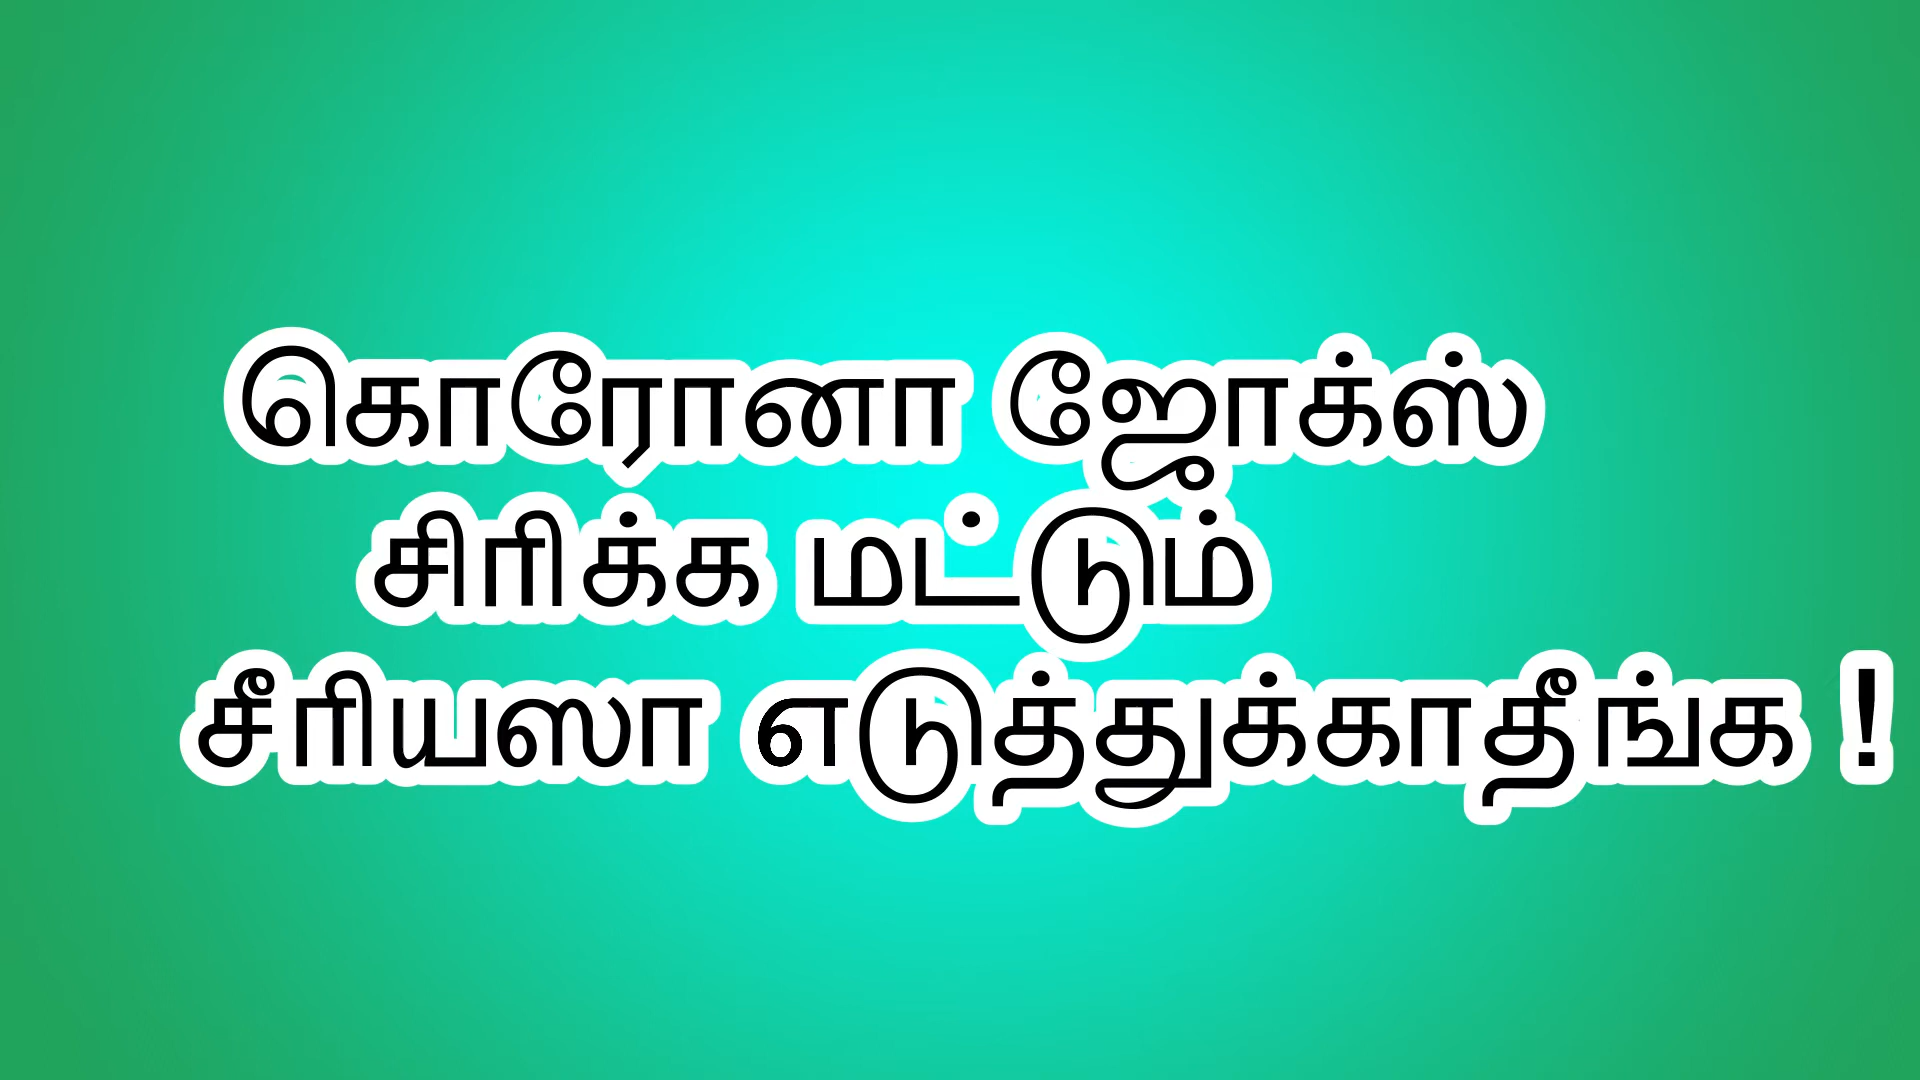 கொரோனா ஜோக்ஸ்
சிரிக்க மட்டும்
சீரியஸா எடுத்துக்காதீங்க !